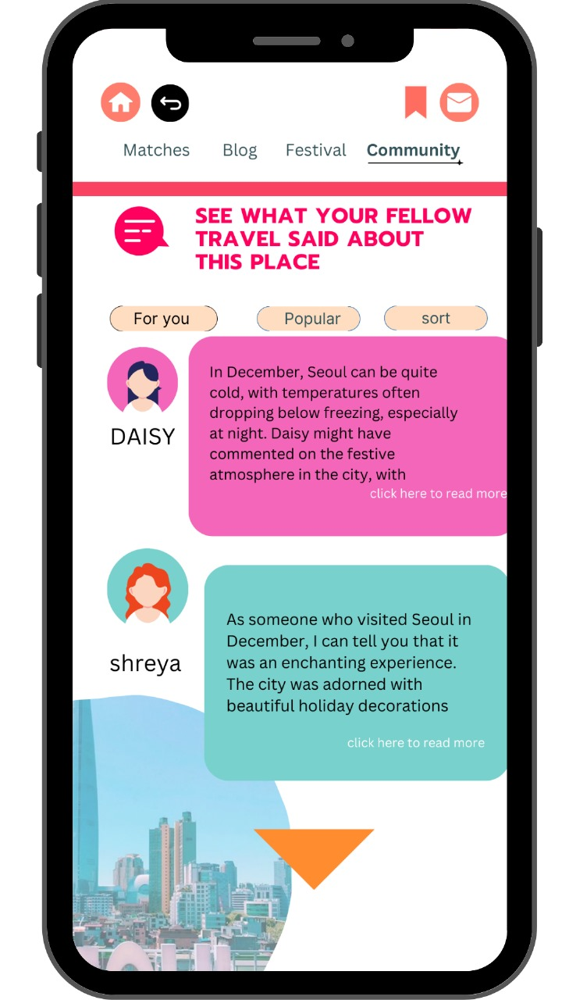 Matches Blog Festival Community
SEE WHAT YOUR FELLOW
TRAVEL SAID ABOUT
THIS PLACE
For you Popular sort
In December, Seoul can be quite
cold, with temperatures often
dropping below freezing, especially
at night. Daisy might have
commented on the festive
atmosphere in the city, with
click here to read more
DAISY
As someone who visited Seoul in
December, I can tell you that it
was an enchanting experience.
The city was adorned with
beautiful holiday decorations
click here to read more
shreya